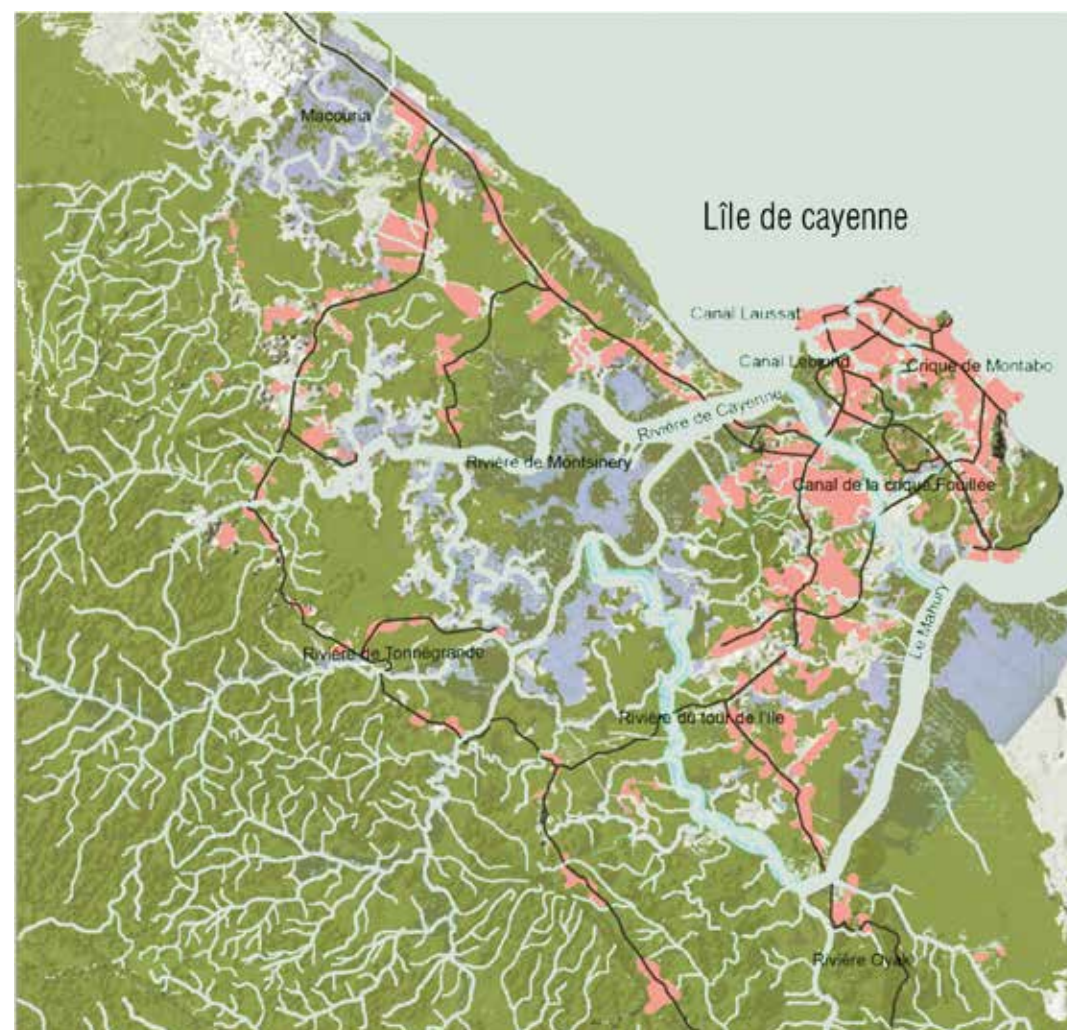 Macouria
Lîle de cayenne
Canal Laussat
Canal Leblond
Crique de Montabo
Rivière de Cayenne
Rivière de Montsinery
Canal de la crique Fouillée
Le Mahury
Rivière de Tonnégrande
Rivière du tour de l'île
Rivière Oyak